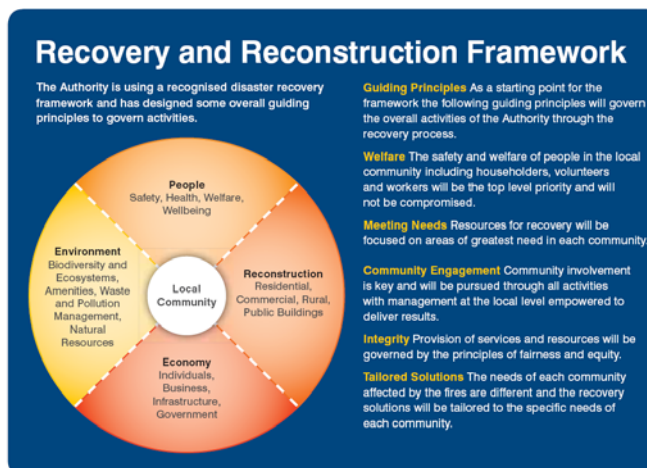 Recovery and Reconstruction Framework
The Authority is using a recognised disaster recovery
framework and has designed some overall guiding
principles to govern activities.
People
Safety, Health, Welfare,
Wellbeing
Environment
Biodiversity and
Ecosystems,
Amenities, Waste
and Pollution
Management,
Natural
Resources
Local
Community
Reconstruction
Residential,
Commercial, Rural,
Public Buildings
Economy
Individuals,
Business,
Infrastructure,
Government
Guiding Principles As a starting point for the
framework the following guiding principles will govern
the overall activities of the Authority through the
recovery process.
Welfare The safety and welfare of people in the local
community including householders, volunteers
and workers will be the top level priority and will
not be compromised.
Meeting Needs Resources for recovery will be
focused on areas of greatest need in each community.
Community Engagement Community involvement
is key and will be pursued through all activities
with management at the local level empowered to
deliver results.
Integrity Provision of services and resources will be
governed by the principles of fairness and equity.
Tailored Solutions The needs of each community
affected by the fires are different and the recovery
solutions will be tailored to the specific needs of
each community.